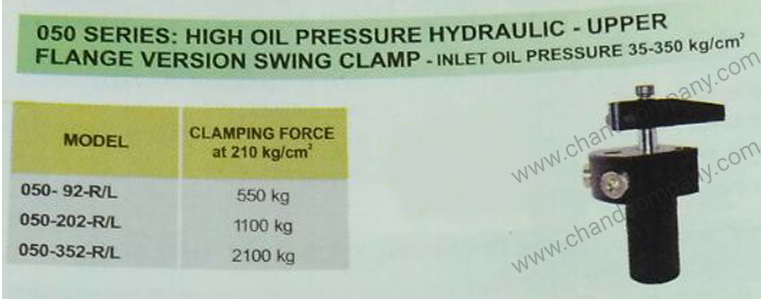 050 SERIES: HIGH OIL PRESSURE HYDRAULIC - UPPER
FLANGE VERSION SWING CLAMP - INLET OIL PRESSURE 35-350 kg/cm²
MODEL
CLAMPING FORCE
at 210 kg/cm²
050- 92-R/L
550 kg
050-202-R/L
1100 kg
050-352-R/L
2100 kg